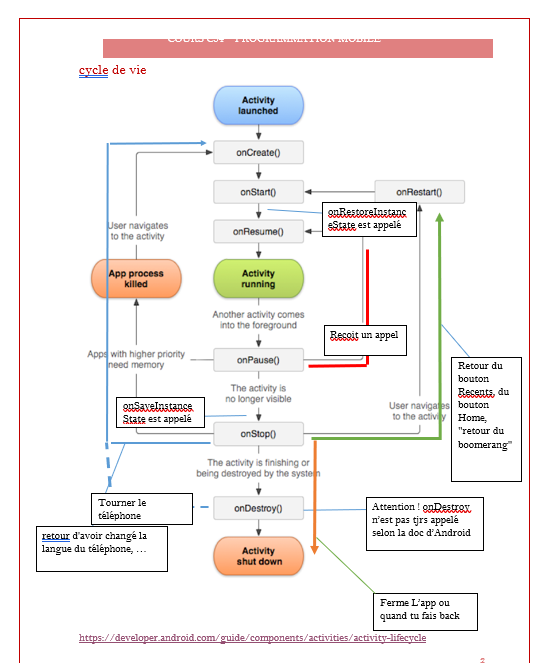 COURS C34 - PROGRAMMATION MOBILE
cycle de vie
Activity
launched
onCreate()
onStart()
onRestart()
onRestoreInstanc
eState est appelé
User navigates
to the activity
onResume()
App process
killed
Activity
running
Another activity comes
into the foreground
Recoit un appel
Apps with higher priority
need memory
onPause()
Retour du
bouton
Recents, du
bouton
Home,
"retour du
boomerang"
The activity is
no longer visible
onSaveInstance
State est appelé
User navigates
to the activity
onStop()
The activity is finishing or
being destroyed by the system
Tourner le
téléphone
onDestroy()
Attention ! onDestroy
n'est pas tjrs appelé
selon la doc d'Android
retour d'avoir changé la
langue du téléphone, …
Activity
shut down
Ferme L'app ou
quand tu fais back
https://developer.android.com/guide/components/activities/activity-lifecycle